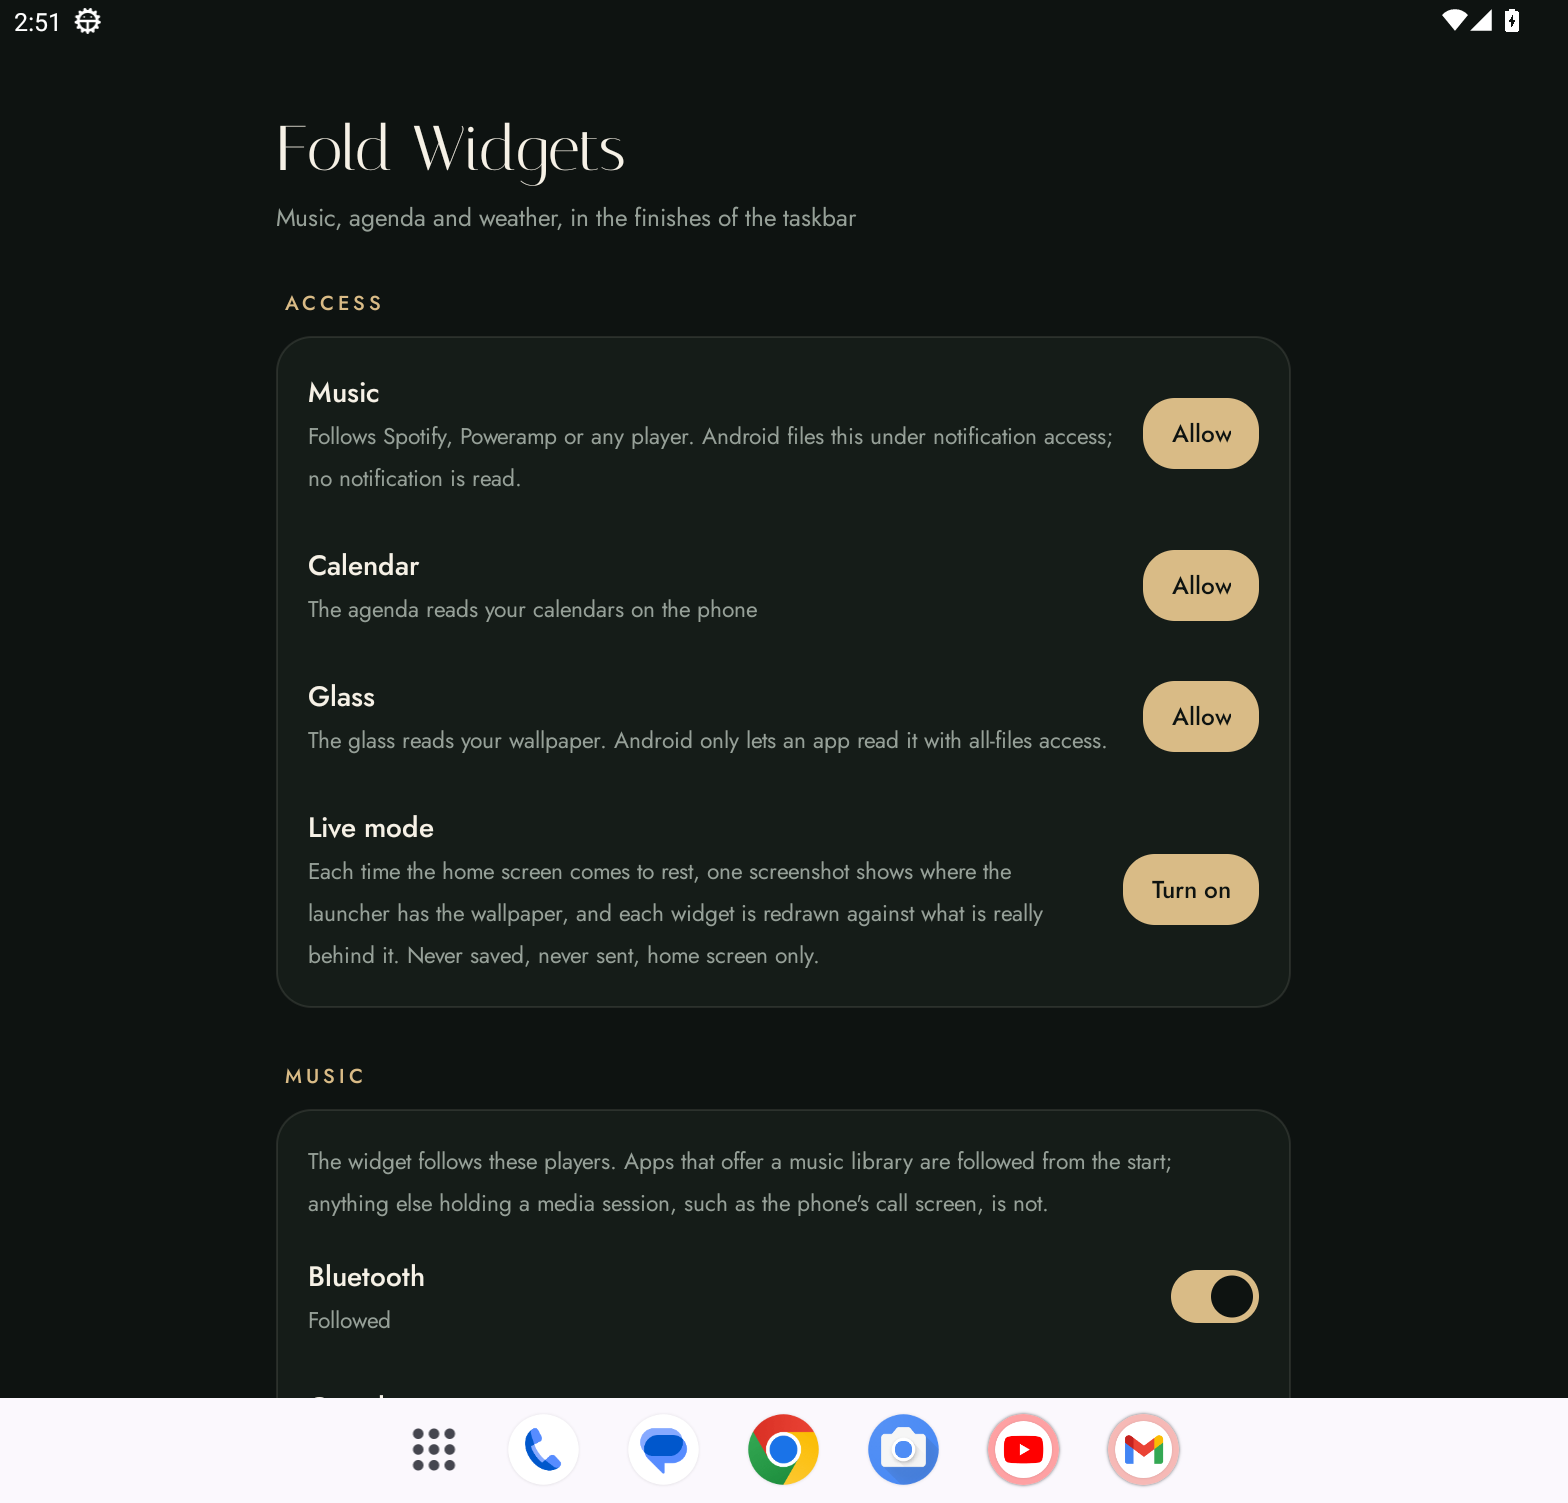 2:51
Fold Widgets
Music, agenda and weather, in the finishes of the taskbar
ACCESS
Music
Follows Spotify, Poweramp or any player. Android files this under notification access;
no notification is read.
Allow
Calendar
The agenda reads your calendars on the phone
Allow
Glass
The glass reads your wallpaper. Android only lets an app read it with all-files access.
Allow
Live mode
Each time the home screen comes to rest, one screenshot shows where the
launcher has the wallpaper, and each widget is redrawn against what is really
behind it. Never saved, never sent, home screen only.
Turn on
MUSIC
The widget follows these players. Apps that offer a music library are followed from the start;
anything else holding a media session, such as the phone's call screen, is not.
Bluetooth
Followed